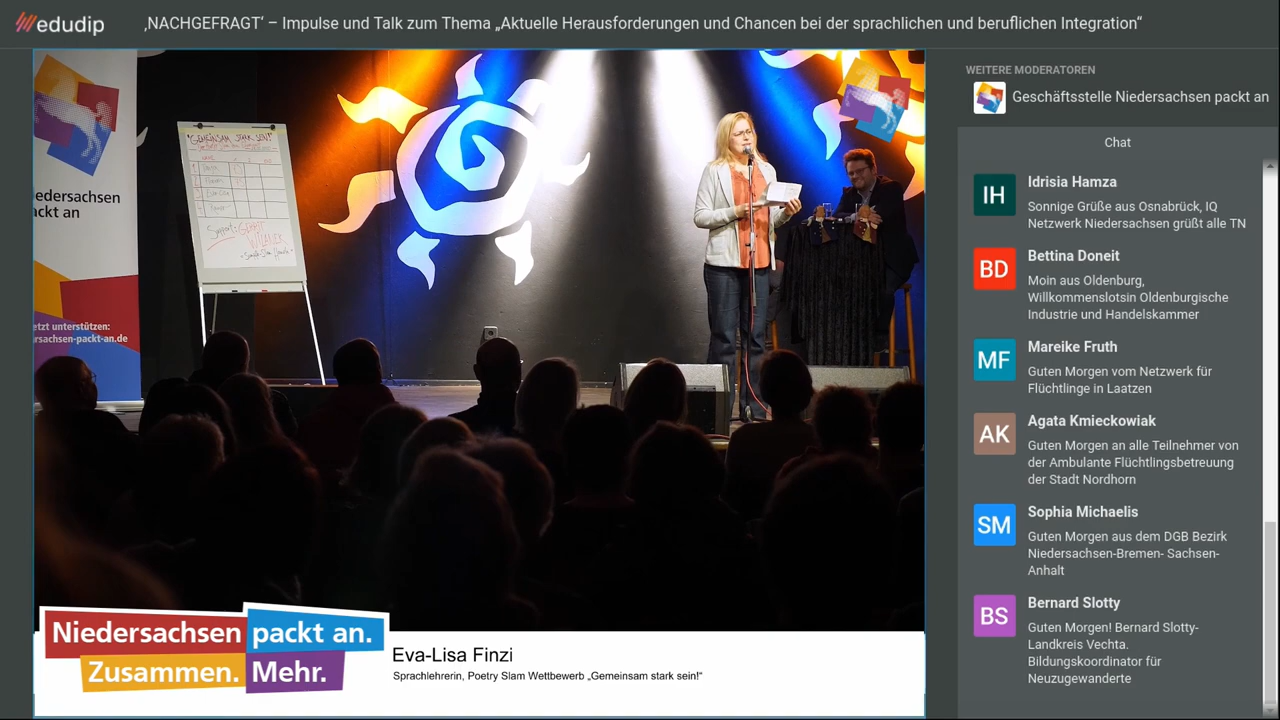 edudip
‚NACHGEFRAGT‘ – Impulse und Talk zum Thema „Aktuelle Herausforderungen und Chancen bei der sprachlichen und beruflichen Integration“
iedersachsen
ackt an
etzt unterstützen:
ersachsen-packt-an.de
"GEMEINSAM STARK SEIN!"
Support:
Niedersachsen packt an.
Zusammen. Mehr.
Eva-Lisa Finzi
Sprachlehrerin, Poetry Slam Wettbewerb „Gemeinsam stark sein!“
WEITERE MODERATOREN
Geschäftsstelle Niedersachsen packt an
Chat
IH
Idrisia Hamza
Sonnige Grüße aus Osnabrück, IQ
Netzwerk Niedersachsen grüßt alle TN
BD
Bettina Doneit
Moin aus Oldenburg,
Willkommenslotsin Oldenburgische
Industrie und Handelskammer
MF
Mareike Fruth
Guten Morgen vom Netzwerk für
Flüchtlinge in Laatzen
AK
Agata Kmieckowiak
Guten Morgen an alle Teilnehmer von
der Ambulante Flüchtlingsbetreuung
der Stadt Nordhorn
SM
Sophia Michaelis
Guten Morgen aus dem DGB Bezirk
Niedersachsen-Bremen- Sachsen-
Anhalt
BS
Bernard Slotty
Guten Morgen! Bernard Slotty-
Landkreis Vechta.
Bildungskoordinator für
Neuzugewanderte